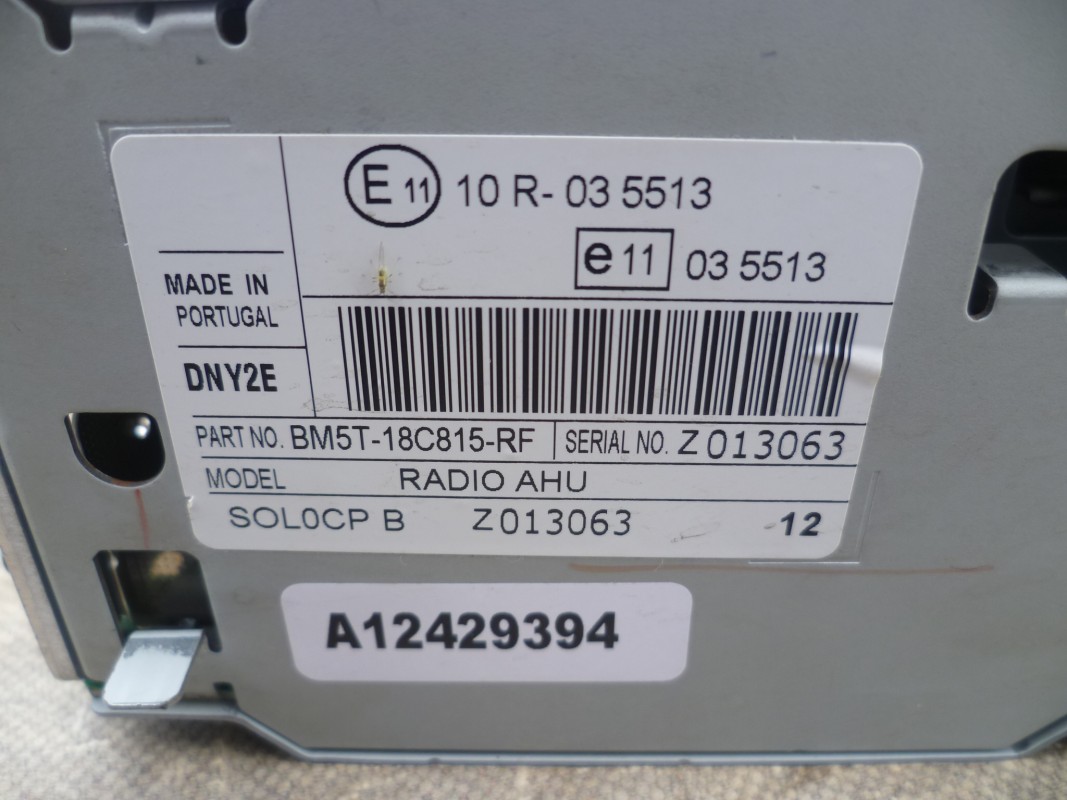 E 11 10 R- 03 5513
e 11 03 5513
MADE IN
PORTUGAL
DNY2E
PART NO. BM5T-18C815-RF SERIAL NO. Z013063
MODEL RADIO AHU
SOL0CP B Z013063 12
A12429394